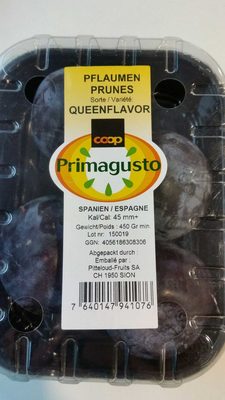 PFLAUMEN
PRUNES
Sorte / Variété:
QUEENFLAVOR
coop
Primagusto
SPANIEN / ESPAGNE
Kal/Cal: 45 mm+
Gewicht/Poids : 450 Gr min.
Lot nr: 150019
GGN: 4056186308306
Abgepackt durch :
Emballé par :
Pitteloud-Fruits SA
CH 1950 SION
7 640147 941076